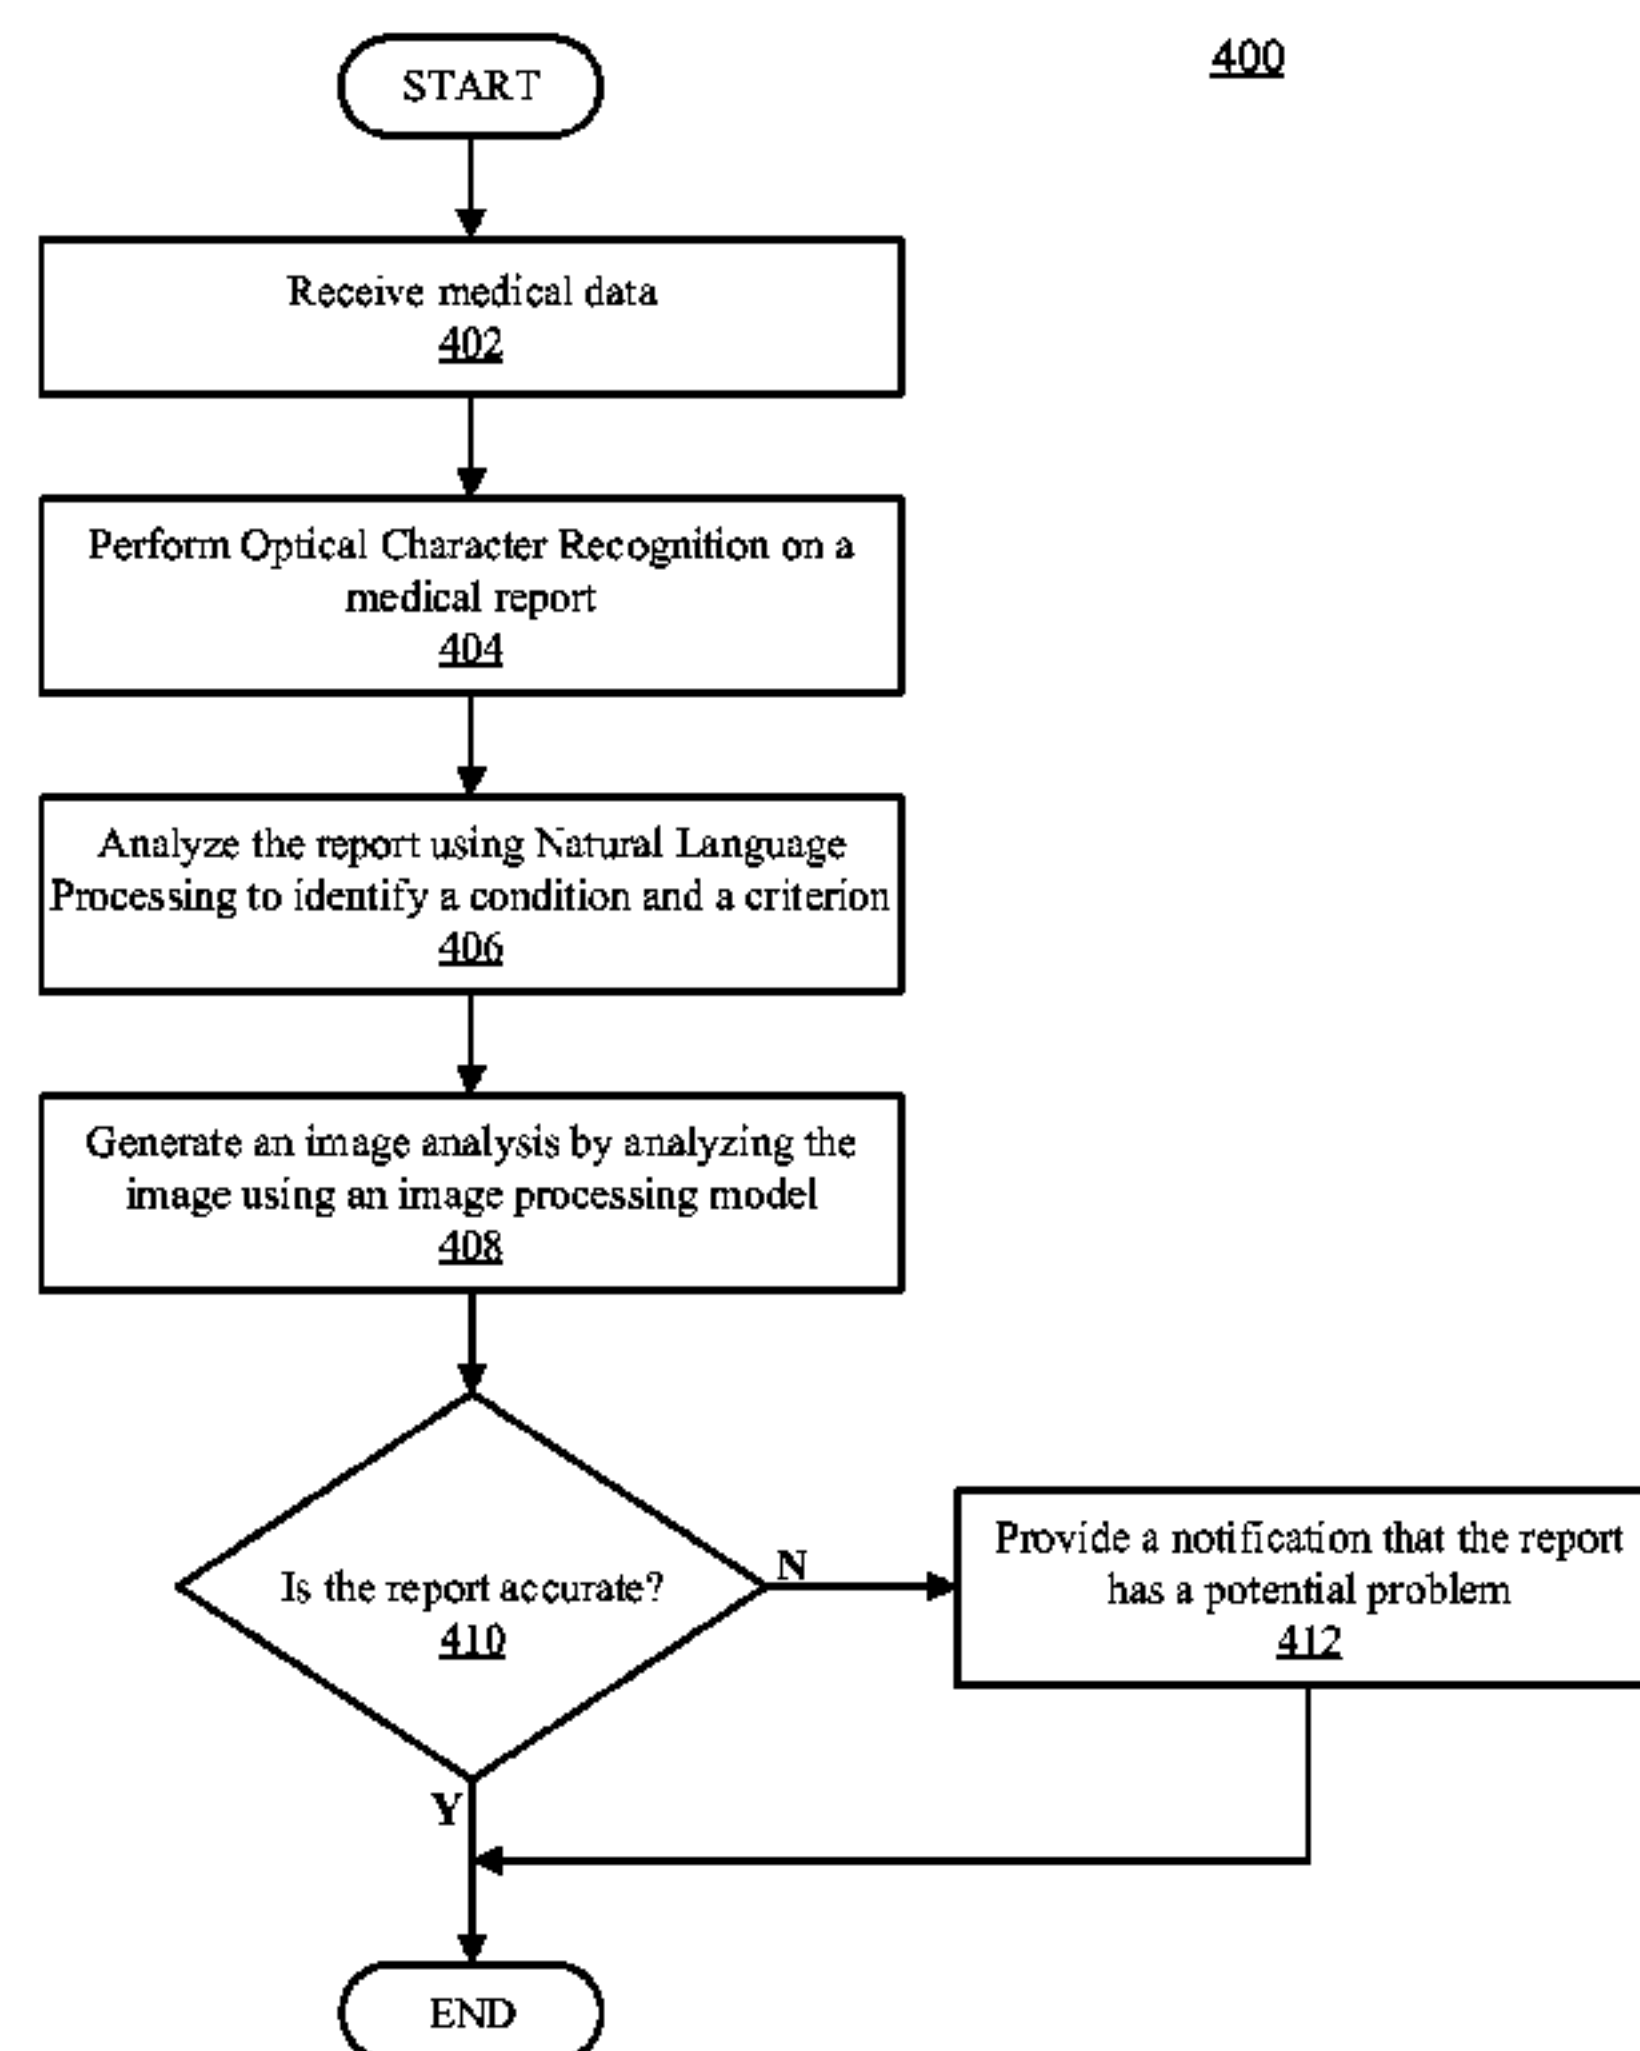 400
START
Receive medical data
402
Perform Optical Character Recognition on a
medical report
404
Analyze the report using Natural Language
Processing to identify a condition and a criterion
406
Generate an image analysis by analyzing the
image using an image processing model
408
Is the report accurate?
410
N
Provide a notification that the report
has a potential problem
412
Y
END